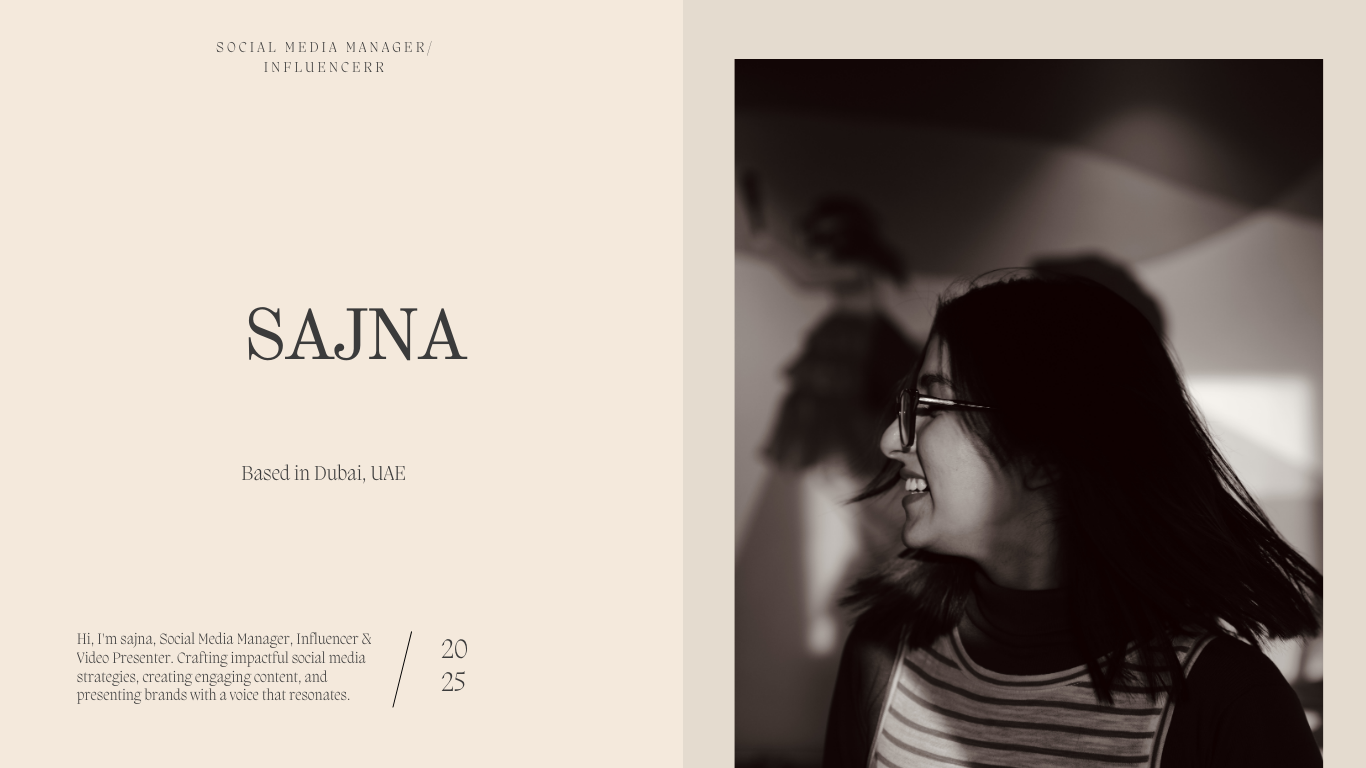 SOCIAL MEDIA MANAGER/
INFLUENCERR
SAJNA
Based in Dubai, UAE
Hi, I'm sajna, Social Media Manager, Influencer &
Video Presenter. Crafting impactful social media
strategies, creating engaging content, and
presenting brands with a voice that resonates.
20
25